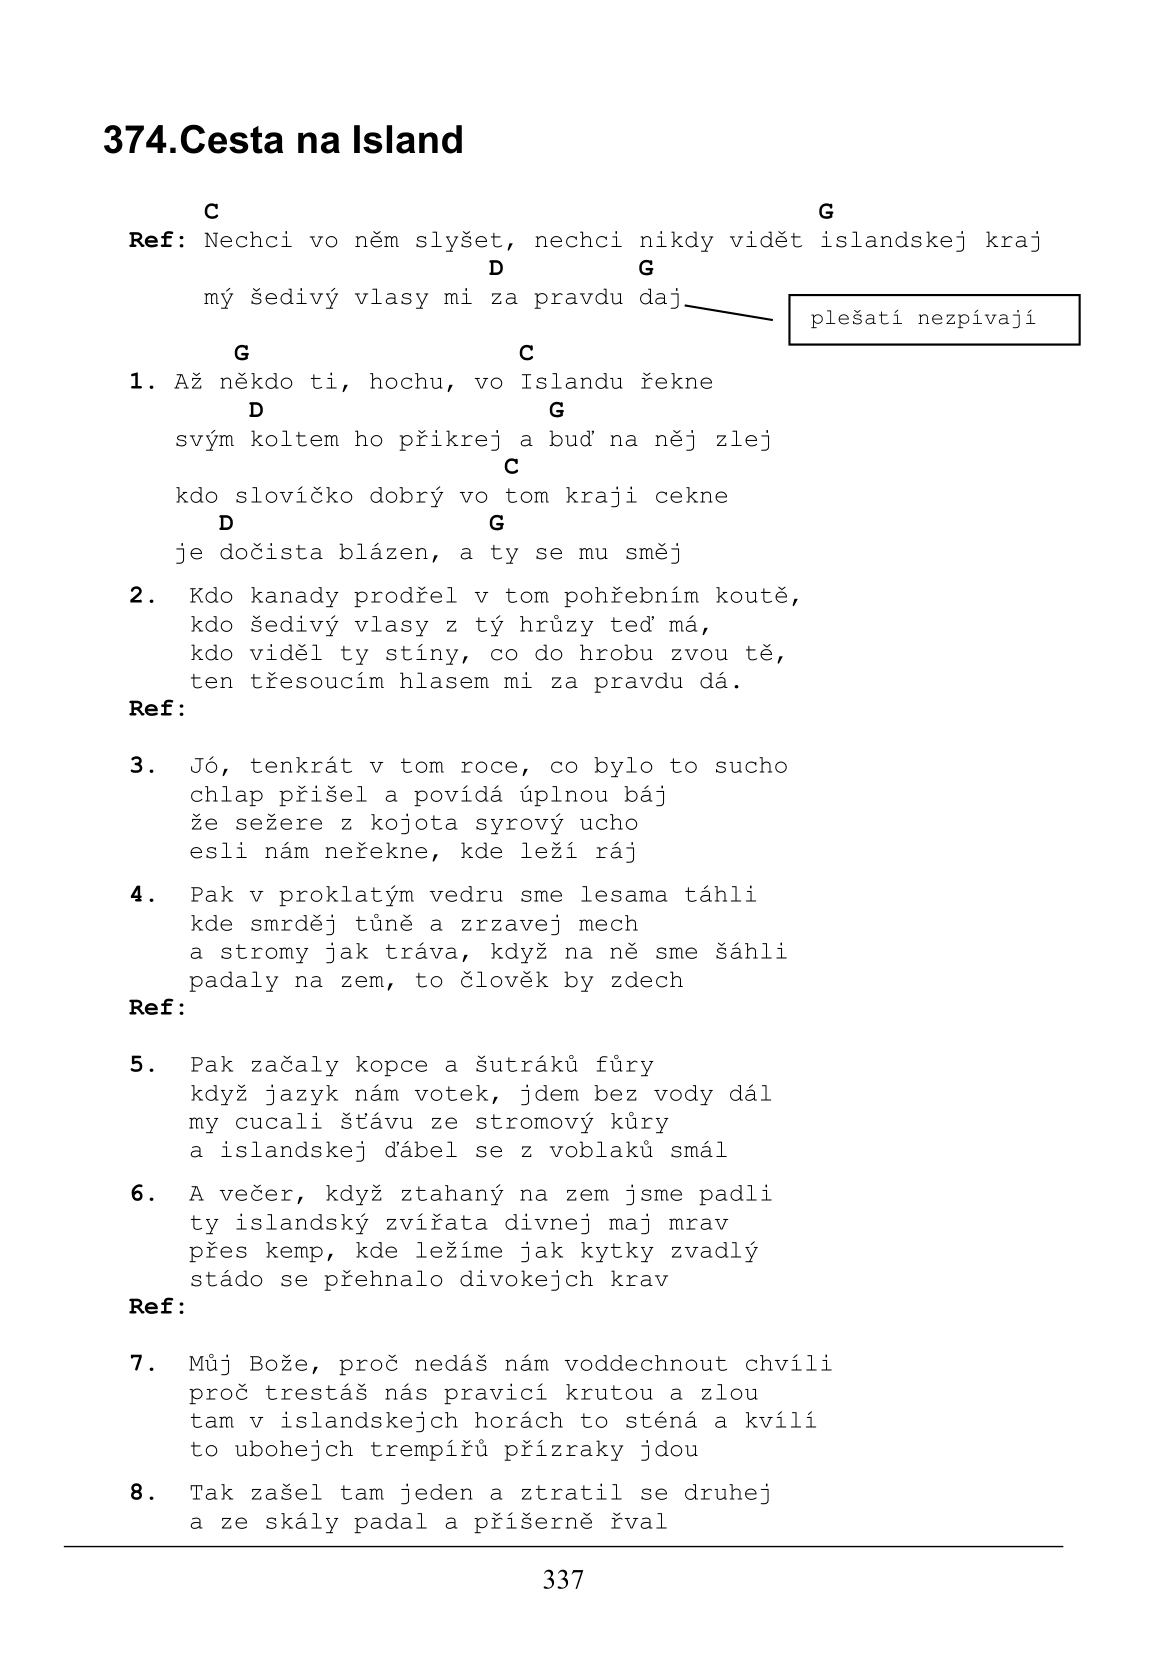 374.Cesta na Island
C G
Ref: Nechci vo něm slyšet, nechci nikdy vidět islandskej kraj
D G
mý šedivý vlasy mi za pravdu daj
plešatí nezpívají
G C
1. Až někdo ti, hochu, vo Islandu řekne
D G
svým koltem ho přikrej a buď na něj zlej
C
kdo slovíčko dobrý vo tom kraji cekne
D G
je dočista blázen, a ty se mu směj
2. Kdo kanady prodřel v tom pohřebním koutě,
kdo šedivý vlasy z tý hrůzy teď má,
kdo viděl ty stíny, co do hrobu zvou tě,
ten třesoucím hlasem mi za pravdu dá.
Ref:
3. Jó, tenkrát v tom roce, co bylo to sucho
chlap přišel a povídá úplnou báj
že sežere z kojota syrový ucho
esli nám neřekne, kde leží ráj
4. Pak v proklatým vedru sme lesama táhli
kde smrděj tůně a zrzavej mech
a stromy jak tráva, když na ně sme šáhli
padaly na zem, to člověk by zdech
Ref:
5. Pak začaly kopce a šutráků fůry
když jazyk nám votek, jdem bez vody dál
my cucali šťávu ze stromový kůry
a islandskej ďábel se z voblaků smál
6. A večer, když ztahaný na zem jsme padli
ty islandský zvířata divnej maj mrav
přes kemp, kde ležíme jak kytky zvadlý
stádo se přehnalo divokejch krav
Ref:
7. Můj Bože, proč nedáš nám voddechnout chvíli
proč trestáš nás pravicí krutou a zlou
tam v islandskejch horách to sténá a kvílí
to ubohejch trempířů přízraky jdou
8. Tak zašel tam jeden a ztratil se druhej
a ze skály padal a příšerně řval
337